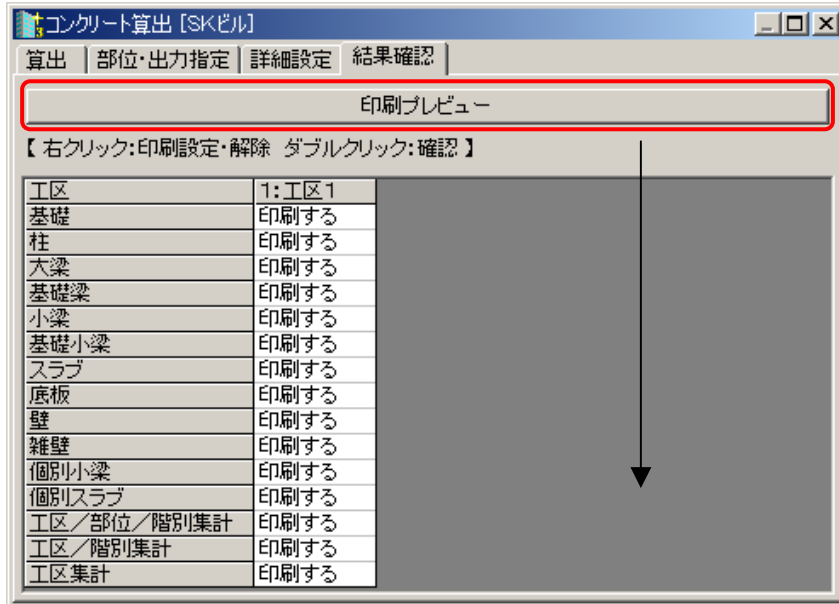 コンクリート算出 [SKビル]
算出 部位・出力指定 詳細設定 結果確認
印刷プレビュー
【 右クリック:印刷設定・解除 ダブルクリック:確認 】
工区 1:工区1
基礎 印刷する
柱 印刷する
大梁 印刷する
基礎梁 印刷する
小梁 印刷する
基礎小梁 印刷する
スラブ 印刷する
底板 印刷する
壁 印刷する
雑壁 印刷する
個別小梁 印刷する
個別スラブ 印刷する
工区/部位/階別集計 印刷する
工区/階別集計 印刷する
工区集計 印刷する